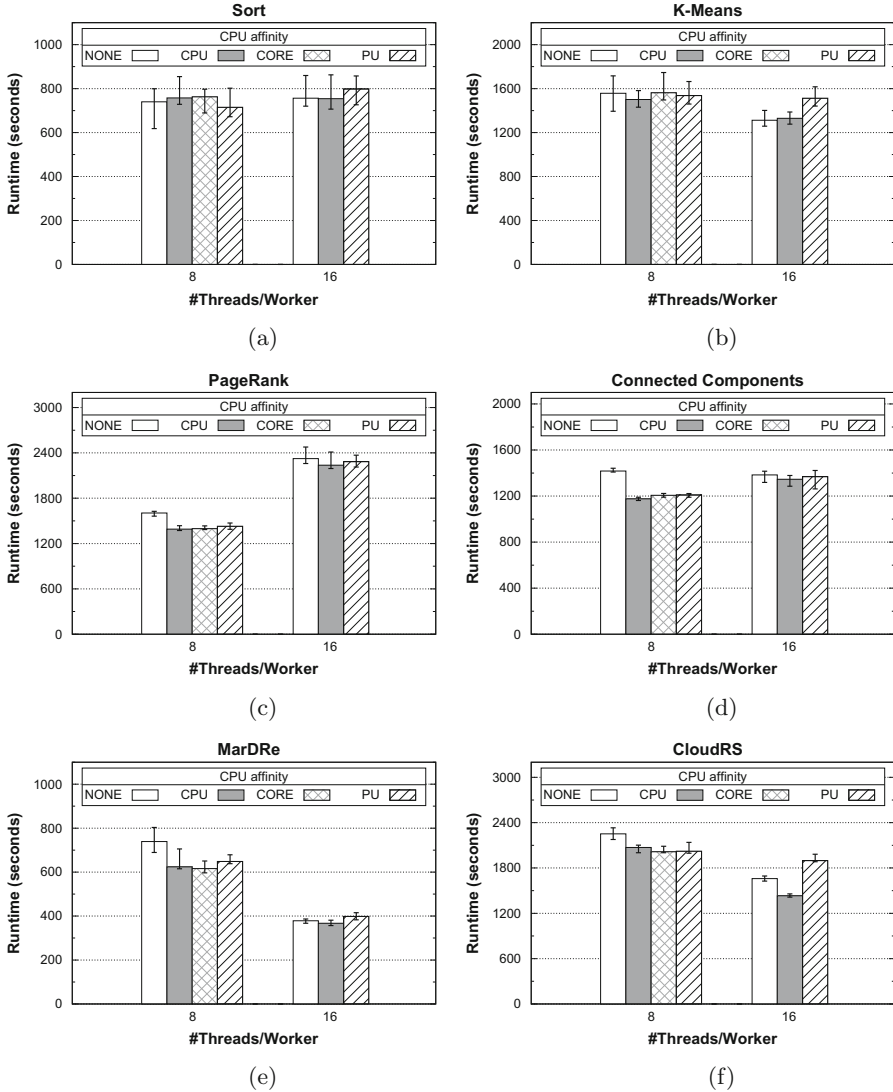 Sort
CPU affinity
NONE CPU CORE PU
1000
800
600
400
200
0
Runtime (seconds)
8 16
#Threads/Worker
(a)
K-Means
CPU affinity
NONE CPU CORE PU
2000
1600
1200
800
400
0
Runtime (seconds)
8 16
#Threads/Worker
(b)
PageRank
CPU affinity
NONE CPU CORE PU
3000
2400
1800
1200
600
0
Runtime (seconds)
8 16
#Threads/Worker
(c)
Connected Components
CPU affinity
NONE CPU CORE PU
2000
1600
1200
800
400
0
Runtime (seconds)
8 16
#Threads/Worker
(d)
MarDRe
CPU affinity
NONE CPU CORE PU
1000
800
600
400
200
0
Runtime (seconds)
8 16
#Threads/Worker
(e)
CloudRS
CPU affinity
NONE CPU CORE PU
3000
2400
1800
1200
600
0
Runtime (seconds)
8 16
#Threads/Worker
(f)